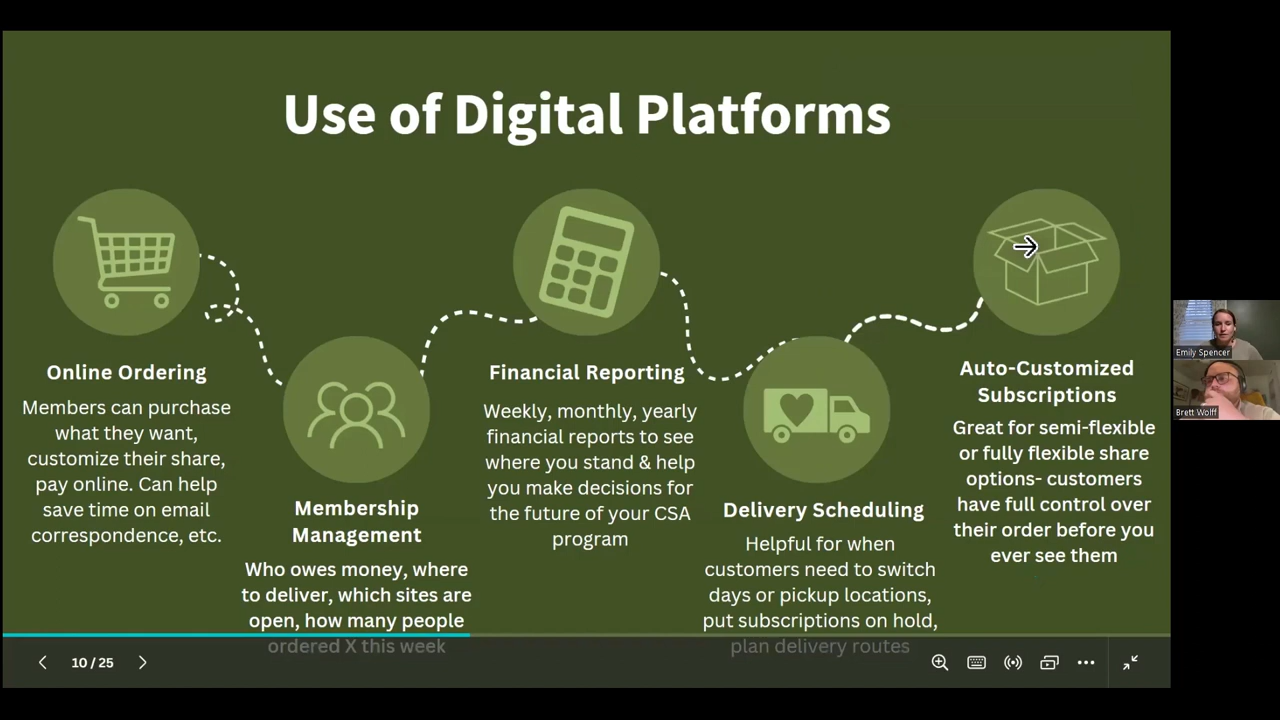 Use of Digital Platforms
Online Ordering
Members can purchase
what they want,
customize their share,
pay online. Can help
save time on email
correspondence, etc.
Membership
Management
Who owes money, where
to deliver, which sites are
open, how many people
ordered X this week
Financial Reporting
Weekly, monthly, yearly
financial reports to see
where you stand & help
you make decisions for
the future of your CSA
program
Delivery Scheduling
Helpful for when
customers need to switch
days or pickup locations,
put subscriptions on hold,
plan delivery routes
Auto-Customized
Subscriptions
Great for semi-flexible
or fully flexible share
options- customers
have full control over
their order before you
ever see them
Emily Spencer
Brett Wolff
10 / 25